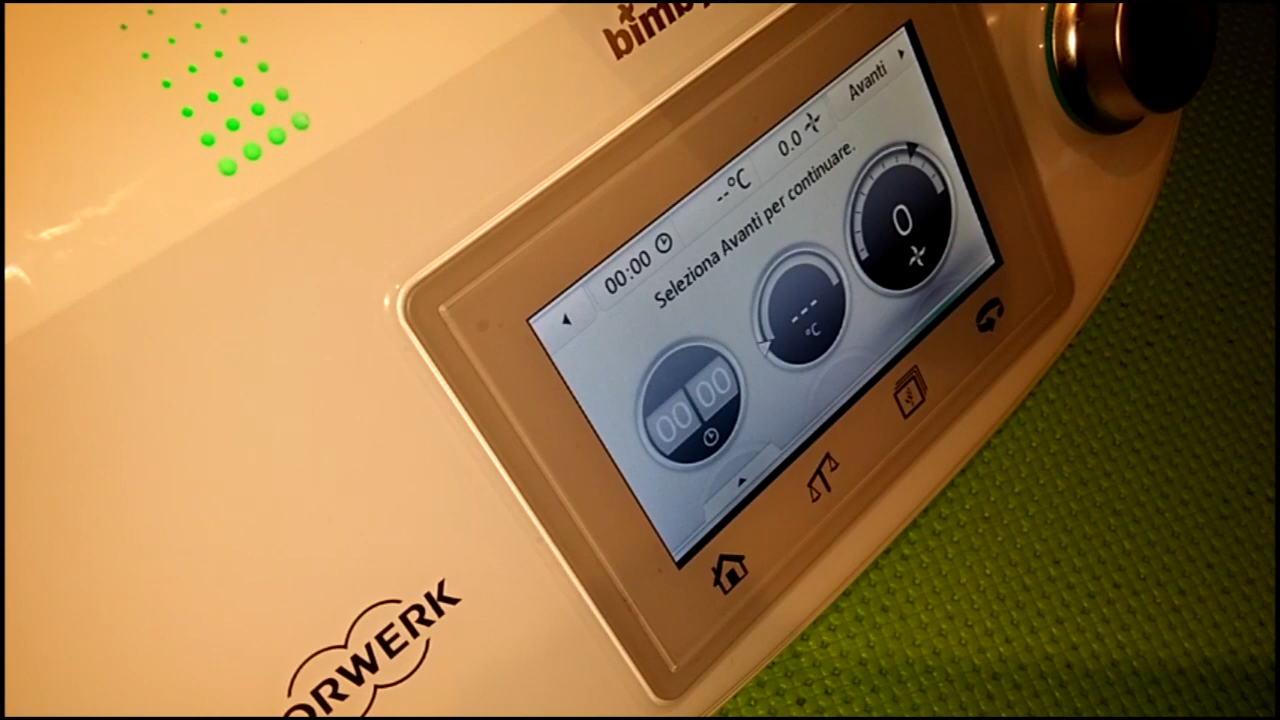 bimby
00:00
--°C
0.0
Avanti
Seleziona Avanti per continuare.
00 00
---
°C
0
ORWERK